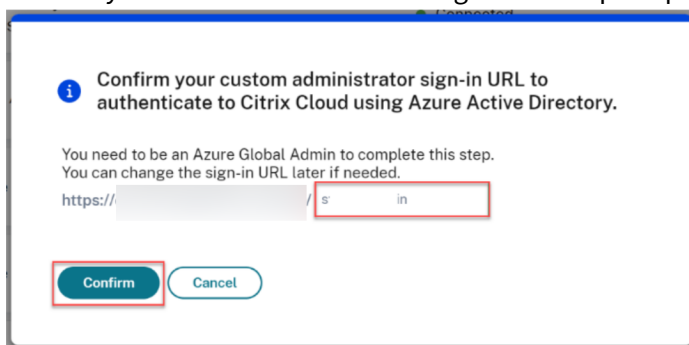 Confirm your custom administrator sign-in URL to
authenticate to Citrix Cloud using Azure Active Directory.
You need to be an Azure Global Admin to complete this step.
You can change the sign-in URL later if needed.
https:// / s in
Confirm Cancel